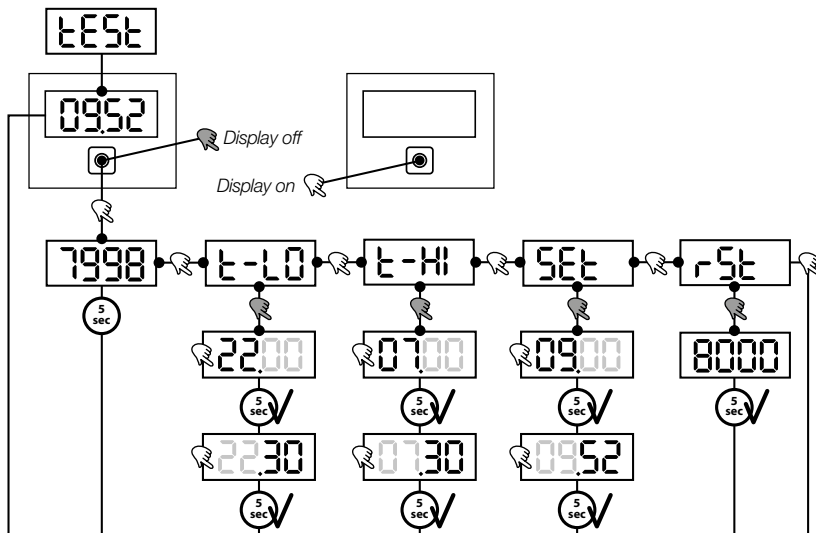 tESt
09.52
Display off
Display on
7998
t-LO
t-HI
SEt
rSt
5 sec
22.00
07.00
09.00
8000
5 sec
5 sec
5 sec
5 sec
22.30
07.30
09.52
5 sec
5 sec
5 sec